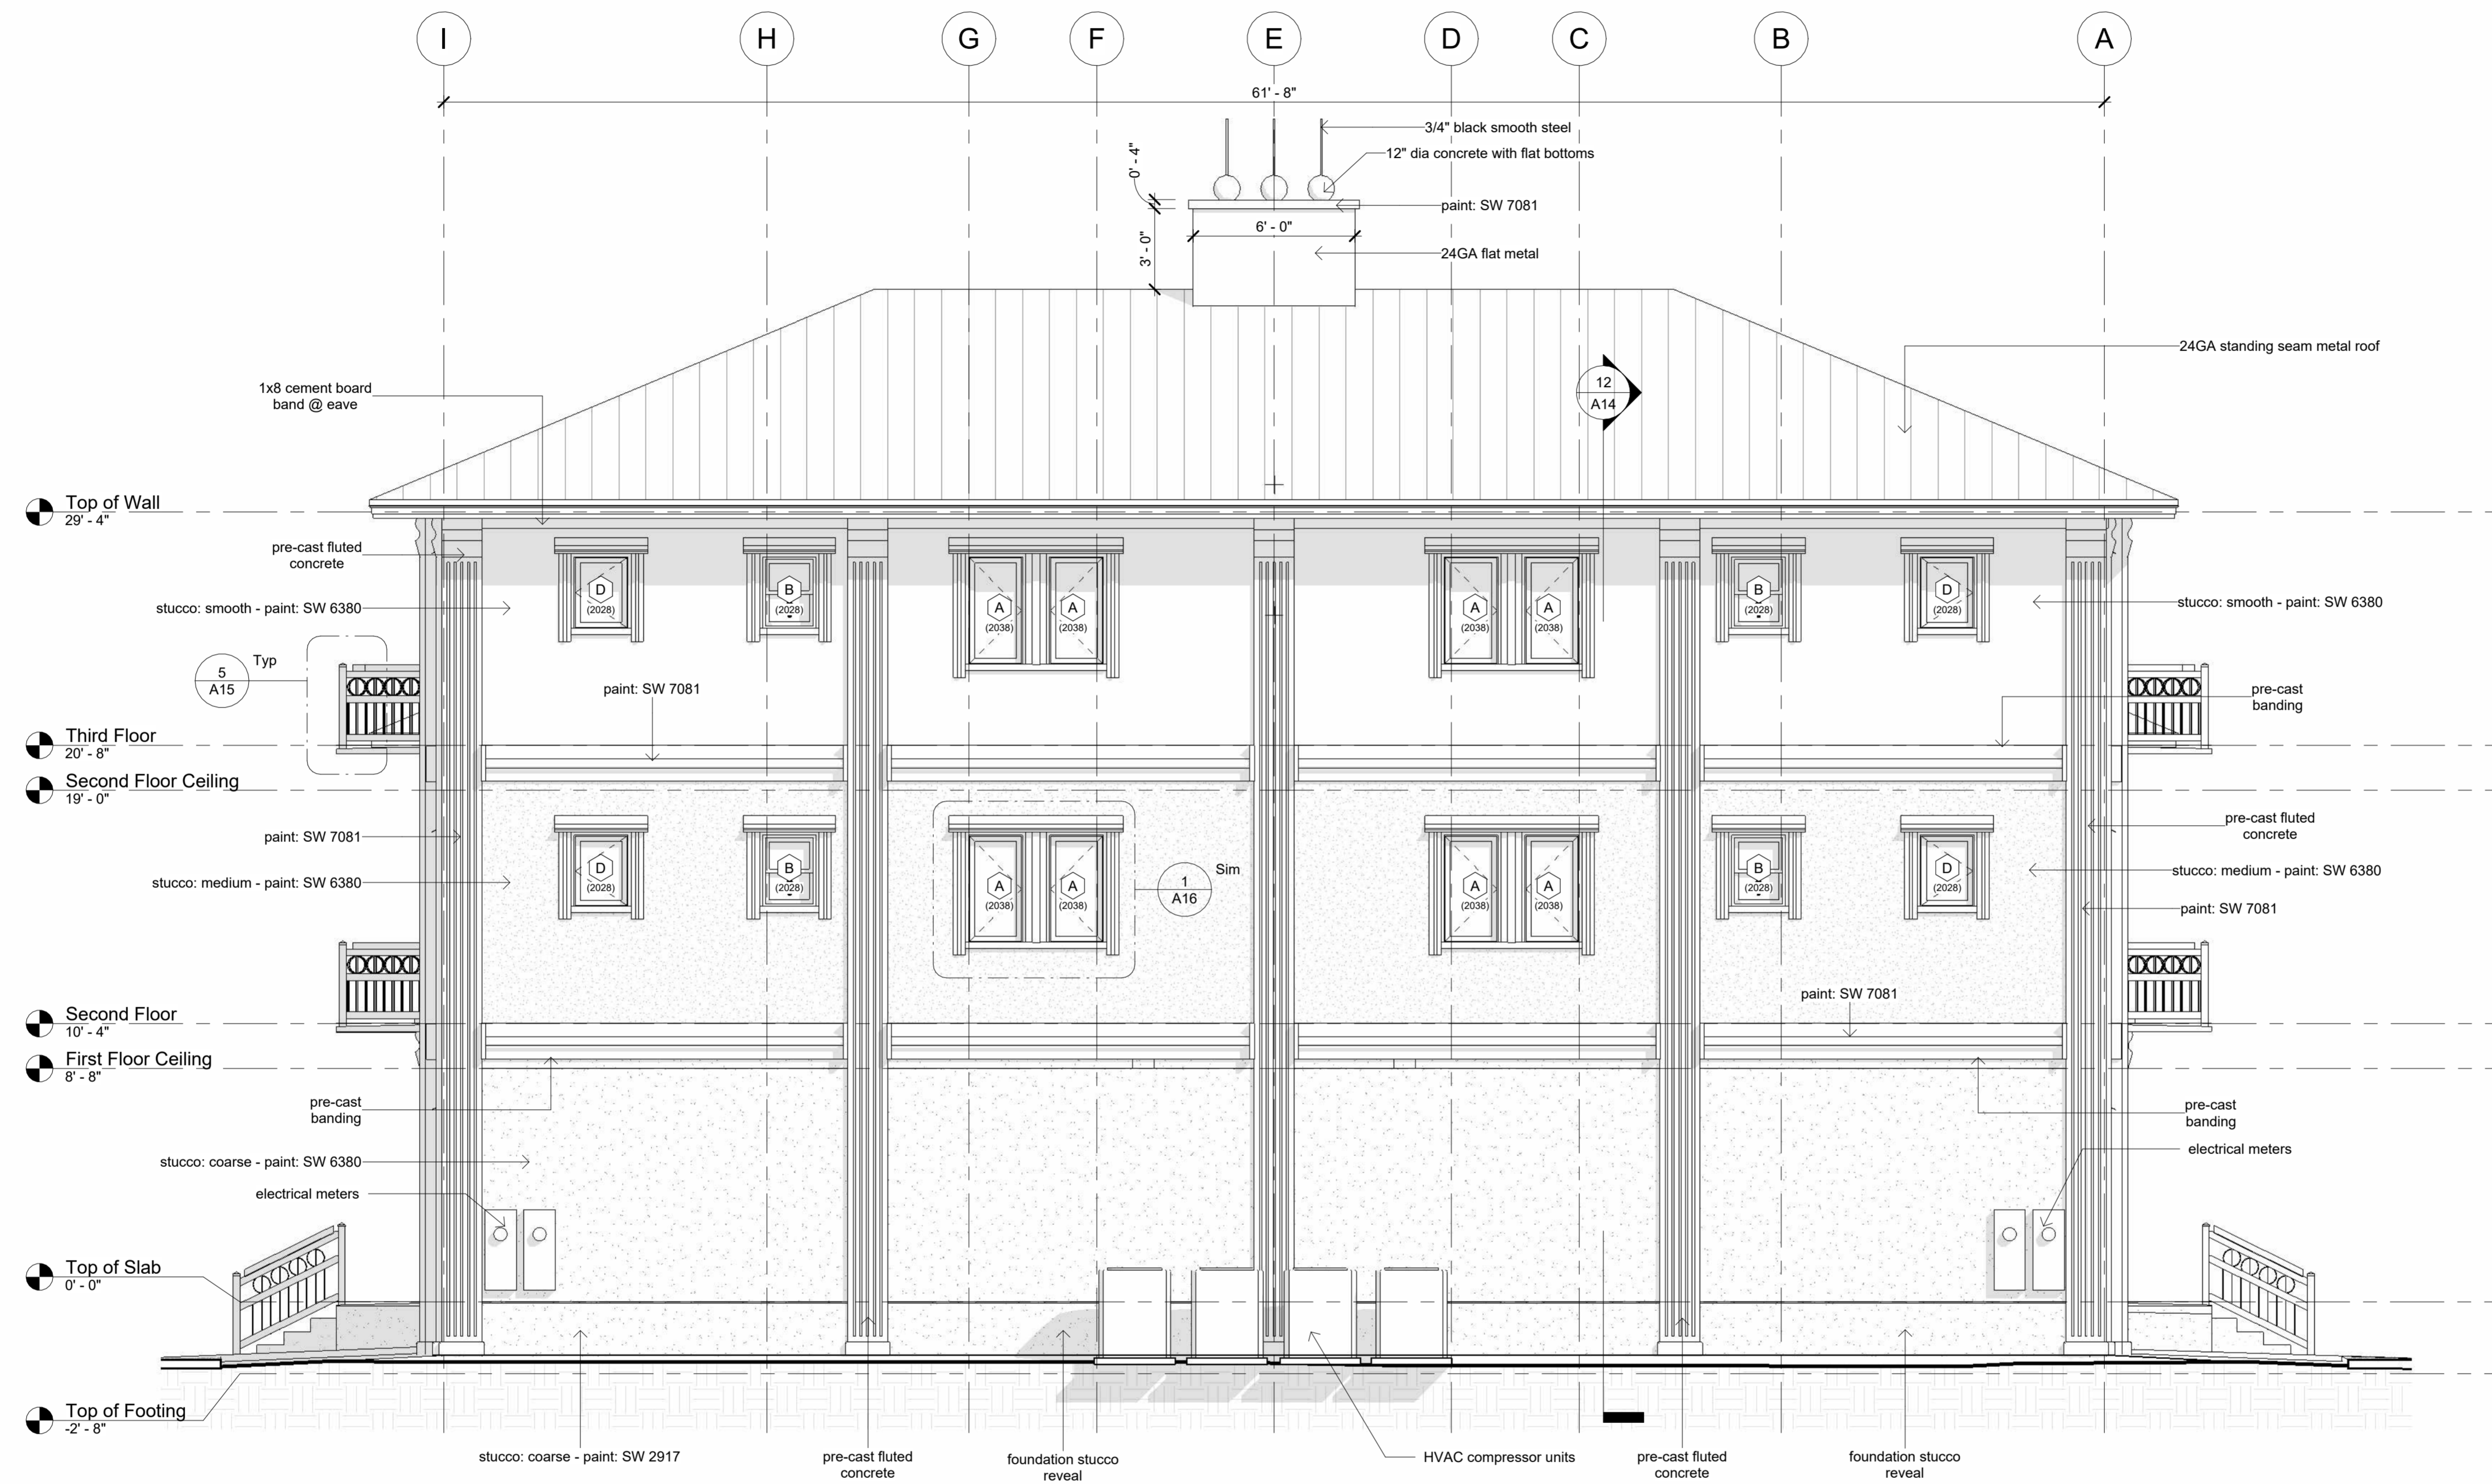 I
H
G
F
E
D
C
B
A
61' - 8"
3/4" black smooth steel
12" dia concrete with flat bottoms
0' - 4"
paint: SW 7081
6' - 0"
3' - 0"
24GA flat metal
24GA standing seam metal roof
12
A14
1x8 cement board
band @ eave
Top of Wall
29' - 4"
pre-cast fluted
concrete
D
(2028)
B
(2028)
A
(2038)
A
(2038)
A
(2038)
A
(2038)
B
(2028)
D
(2028)
stucco: smooth - paint: SW 6380
stucco: smooth - paint: SW 6380
5
A15
Typ
paint: SW 7081
pre-cast
banding
Third Floor
20' - 8"
Second Floor Ceiling
19' - 0"
paint: SW 7081
pre-cast fluted
concrete
D
(2028)
B
(2028)
A
(2038)
A
(2038)
1
A16
Sim
A
(2038)
A
(2038)
B
(2028)
D
(2028)
stucco: medium - paint: SW 6380
stucco: medium - paint: SW 6380
paint: SW 7081
paint: SW 7081
Second Floor
10' - 4"
First Floor Ceiling
8' - 8"
pre-cast
banding
pre-cast
banding
stucco: coarse - paint: SW 6380
electrical meters
electrical meters
Top of Slab
0' - 0"
Top of Footing
-2' - 8"
stucco: coarse - paint: SW 2917
pre-cast fluted
concrete
foundation stucco
reveal
HVAC compressor units
pre-cast fluted
concrete
foundation stucco
reveal